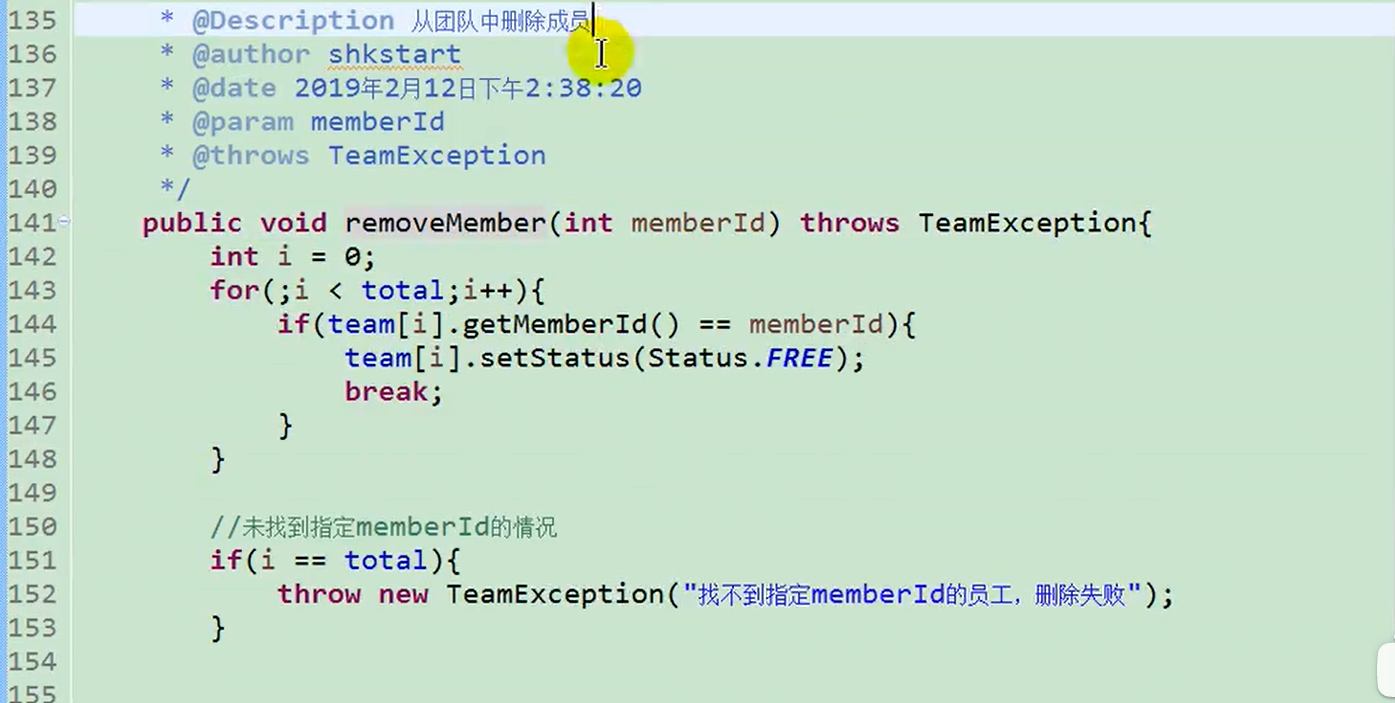 135 * @Description 从团队中删除成员
136 * @author shkstart
137 * @date 2019年2月12日下午2:38:20
138 * @param memberId
139 * @throws TeamException
140 */
141 public void removeMember(int memberId) throws TeamException{
142 int i = 0;
143 for(;i < total;i++){
144 if(team[i].getMemberId() == memberId){
145 team[i].setStatus(Status.FREE);
146 break;
147 }
148 }
149
150 //未找到指定memberId的情况
151 if(i == total){
152 throw new TeamException("找不到指定memberId的员工，删除失败");
153 }
154
155